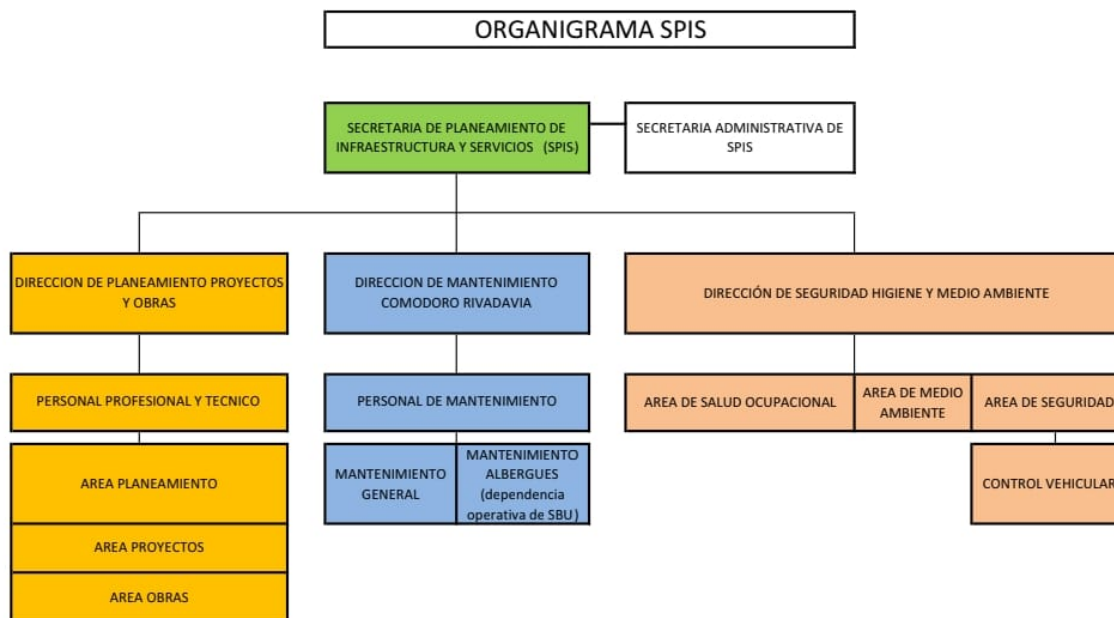 ORGANIGRAMA SPIS
SECRETARIA DE PLANEAMIENTO DE
INFRAESTRUCTURA Y SERVICIOS (SPIS)
SECRETARIA ADMINISTRATIVA DE
SPIS
DIRECCION DE PLANEAMIENTO PROYECTOS
Y OBRAS
DIRECCION DE MANTENIMIENTO
COMODORO RIVADAVIA
DIRECCIÓN DE SEGURIDAD HIGIENE Y MEDIO AMBIENTE
PERSONAL PROFESIONAL Y TECNICO
PERSONAL DE MANTENIMIENTO
AREA DE SALUD OCUPACIONAL
AREA DE MEDIO
AMBIENTE
AREA DE SEGURIDAD
AREA PLANEAMIENTO
MANTENIMIENTO
GENERAL
MANTENIMIENTO
ALBERGUES
(dependencia
operativa de SBU)
CONTROL VEHICULAR
AREA PROYECTOS
AREA OBRAS